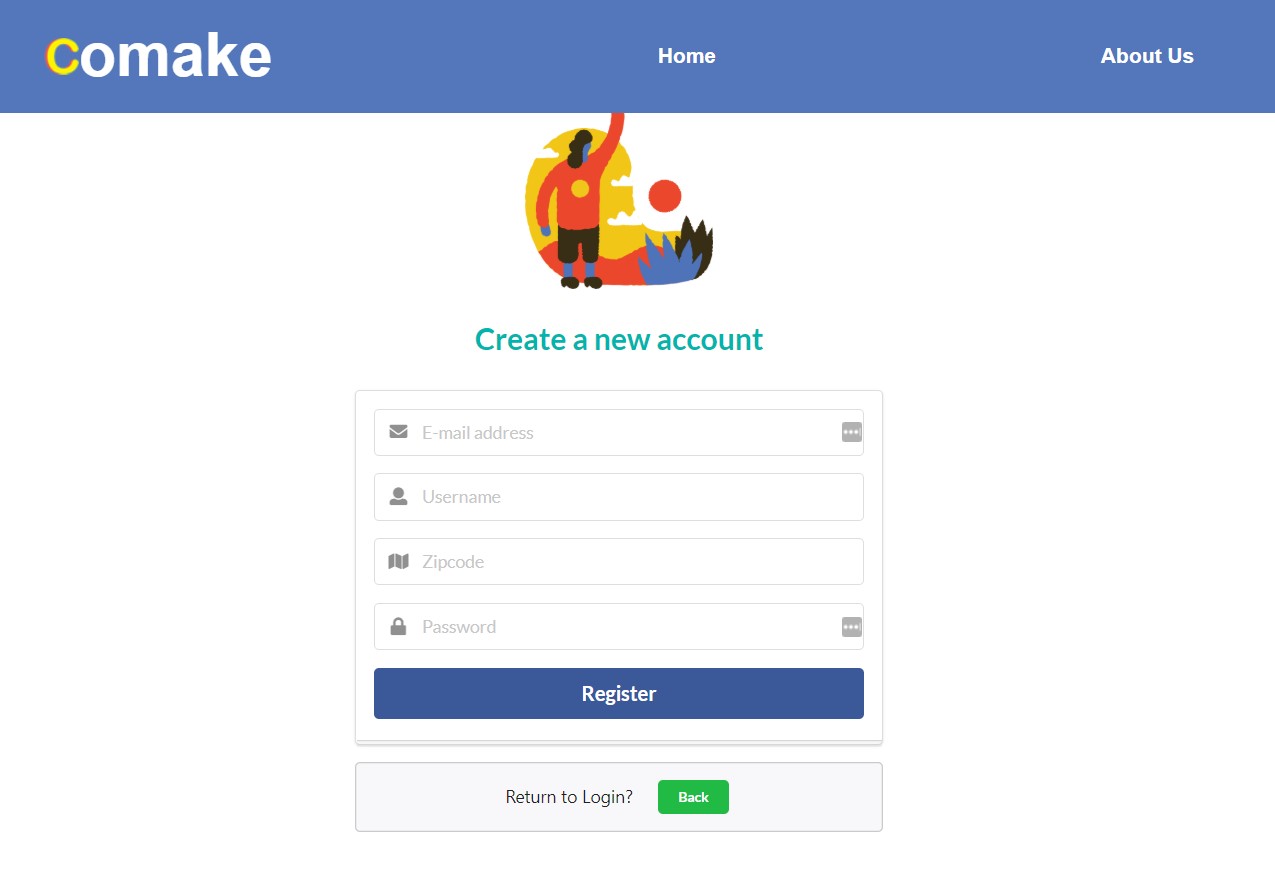 comake
Home
About Us
Create a new account
E-mail address
Username
Zipcode
Password
Register
Return to Login?
Back